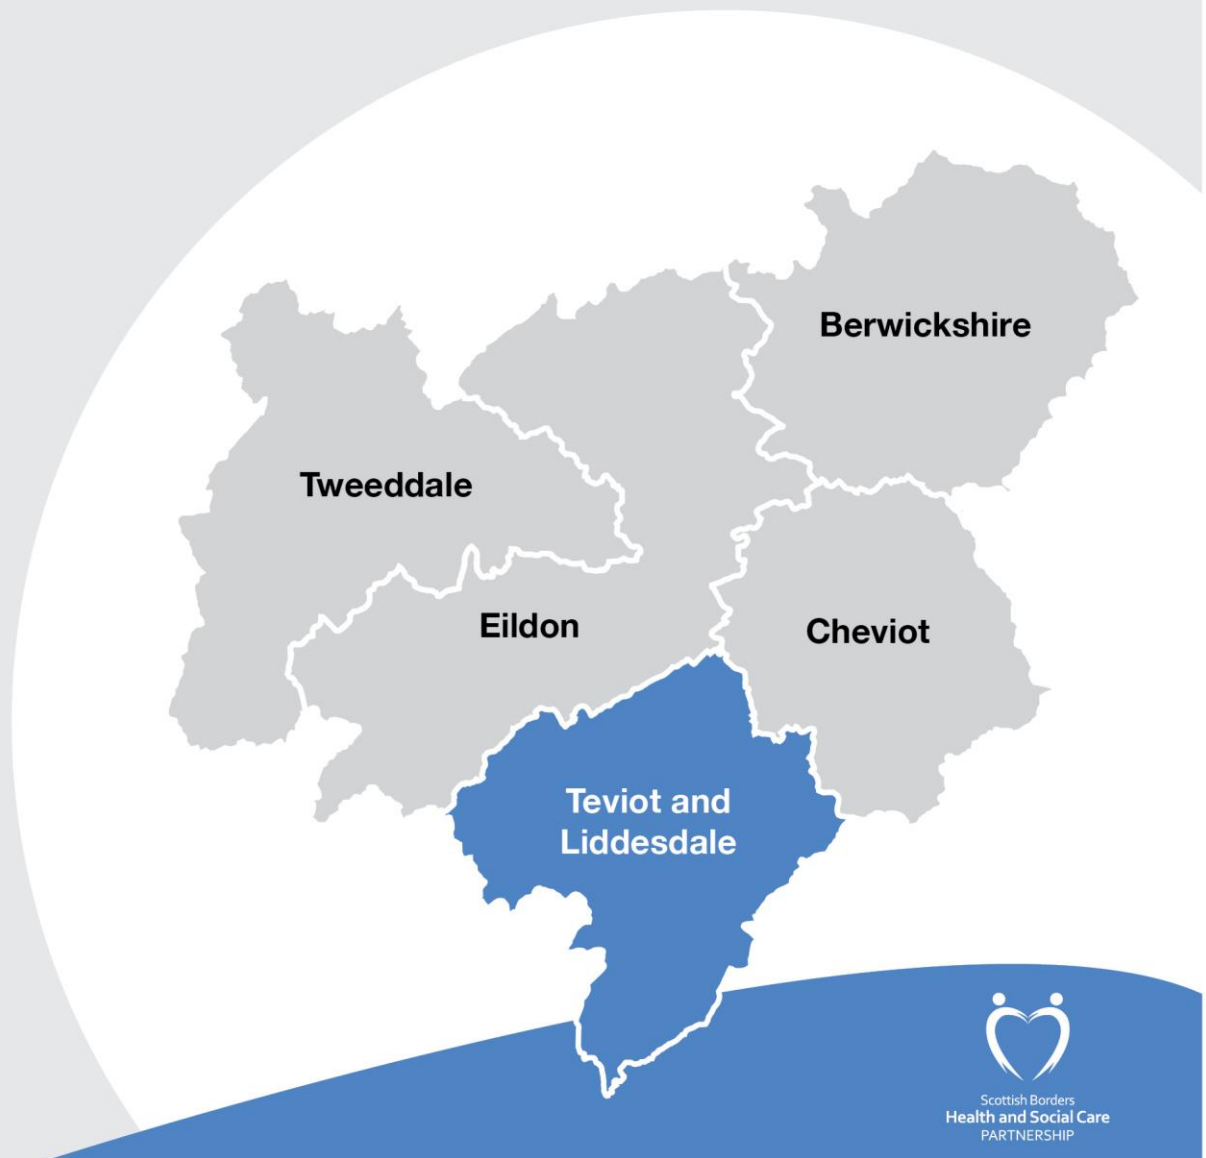 Berwickshire
Tweeddale
Eildon
Cheviot
Teviot and
Liddesdale
Scottish Borders
Health and Social Care
PARTNERSHIP